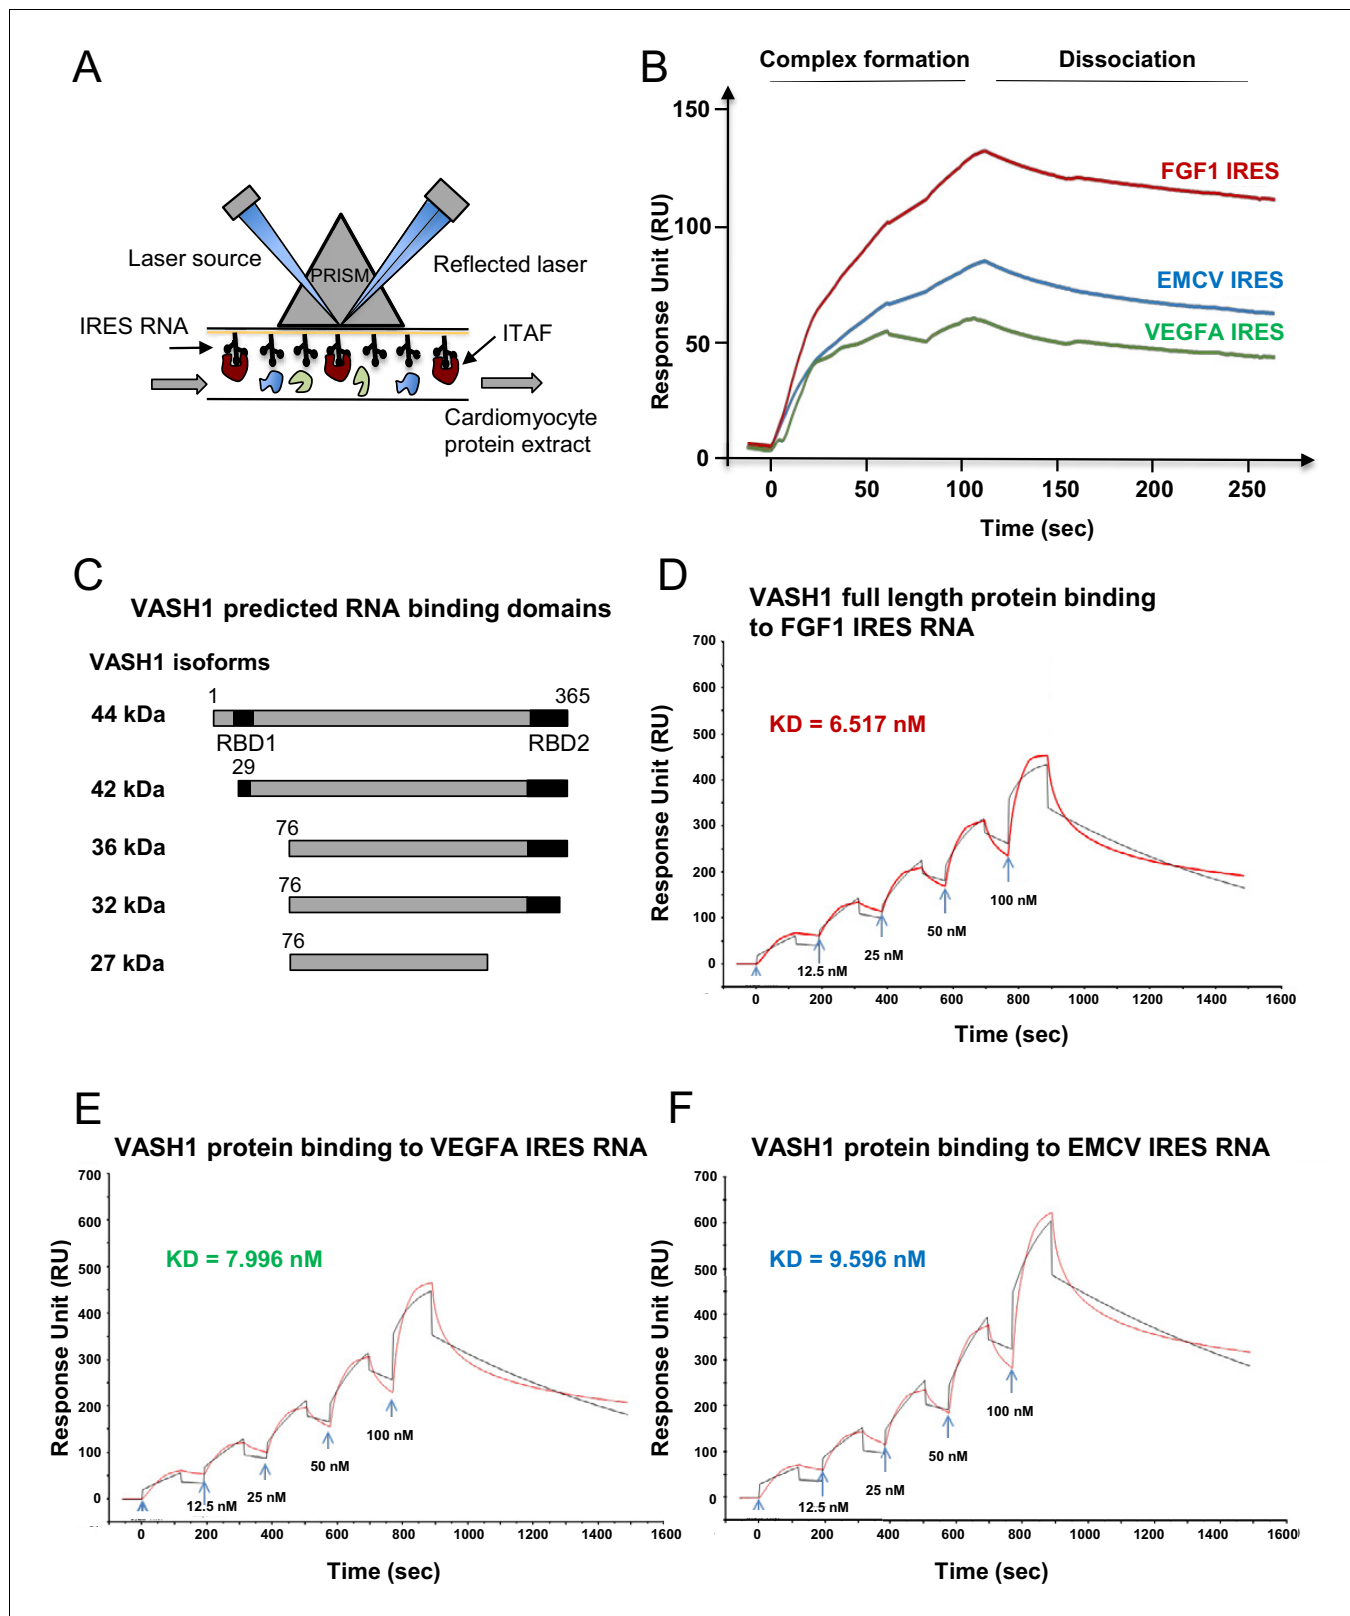 A
Laser source
PRISM
Reflected laser
IRES RNA
ITAF
Cardiomyocyte
protein extract
B
Complex formation
Dissociation
150
100
50
0
Response Unit (RU)
FGF1 IRES
EMCV IRES
VEGFA IRES
0 50 100 150 200 250
Time (sec)
C
VASH1 predicted RNA binding domains
VASH1 isoforms
1 365
44 kDa
RBD1 RBD2
29
42 kDa
76
36 kDa
76
32 kDa
76
27 kDa
D
VASH1 full length protein binding
to FGF1 IRES RNA
700
600
500
400
300
200
100
0
Response Unit (RU)
KD = 6.517 nM
12.5 nM
25 nM
50 nM
100 nM
0 200 400 600 800 1000 1200 1400 1600
Time (sec)
E
VASH1 protein binding to VEGFA IRES RNA
700
600
500
400
300
200
100
0
Response Unit (RU)
KD = 7.996 nM
12.5 nM
25 nM
50 nM
100 nM
0 200 400 600 800 1000 1200 1400 1600
Time (sec)
F
VASH1 protein binding to EMCV IRES RNA
700
600
500
400
300
200
100
0
Response Unit (RU)
KD = 9.596 nM
12.5 nM
25 nM
50 nM
100 nM
0 200 400 600 800 1000 1200 1400 1600
Time (sec)